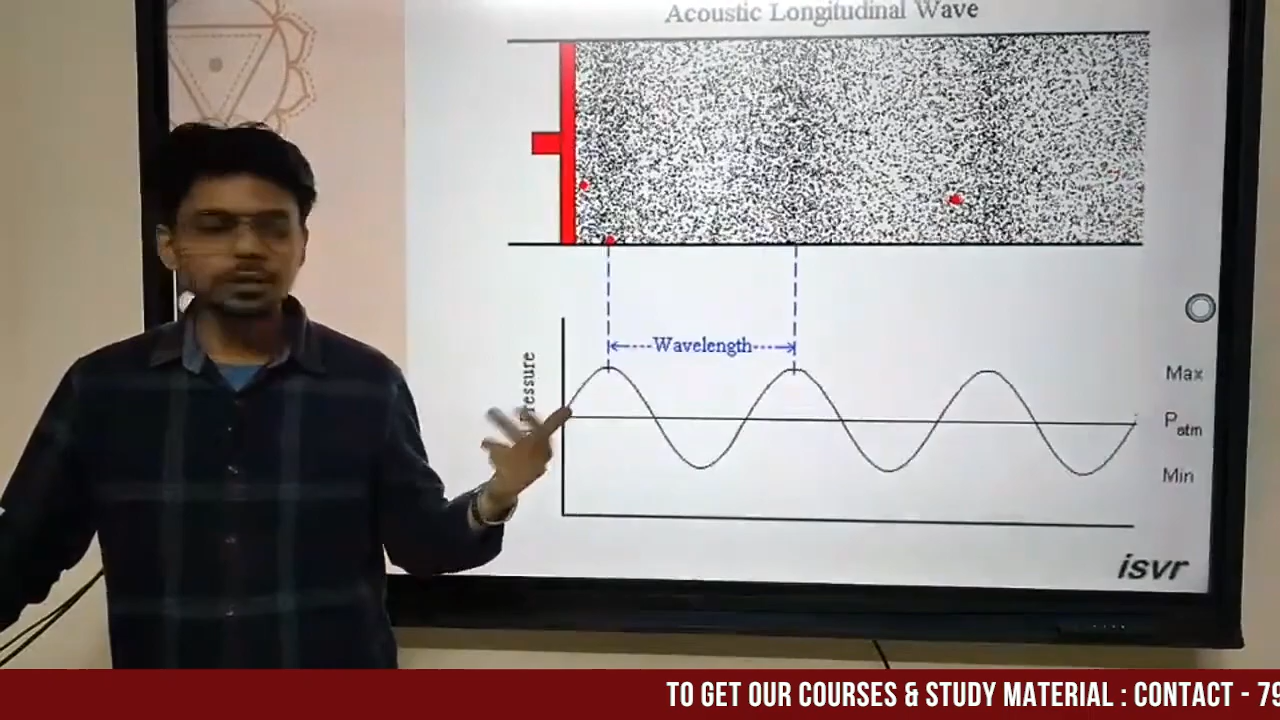 Acoustic Longitudinal Wave
Wavelength
Pressure
Max
Patm
Min
isvr
TO GET OUR COURSES & STUDY MATERIAL : CONTACT - 79